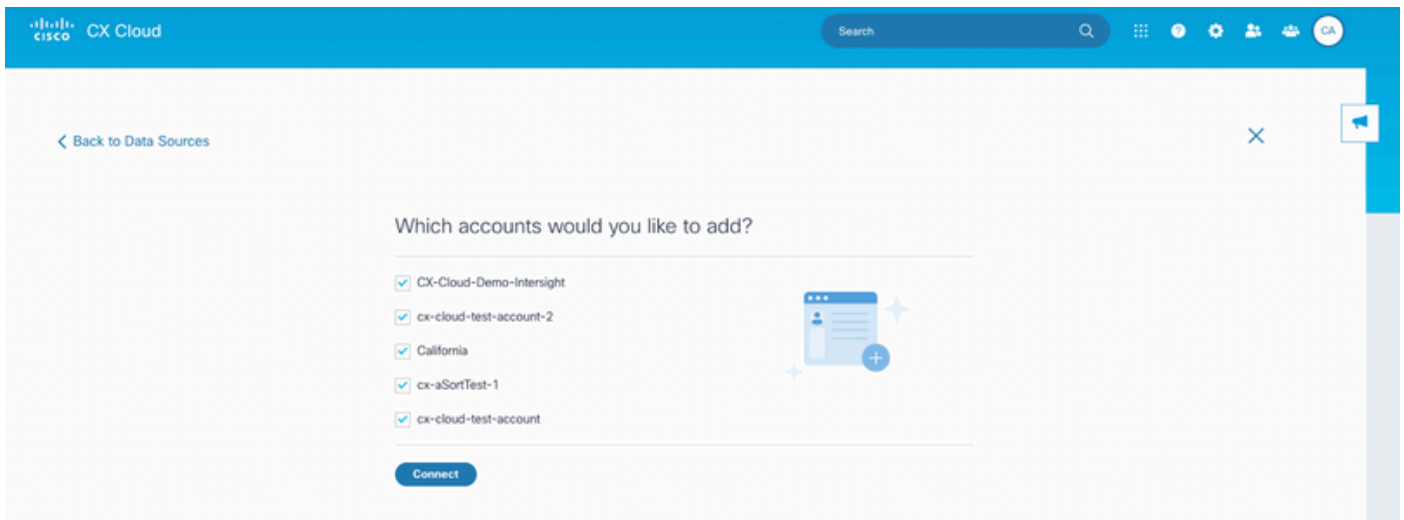 CISCO CX Cloud
Search
CA
Back to Data Sources
Which accounts would you like to add?
CX-Cloud-Demo-Intersight
cx-cloud-test-account-2
California
cx-aSortTest-1
cx-cloud-test-account
Connect